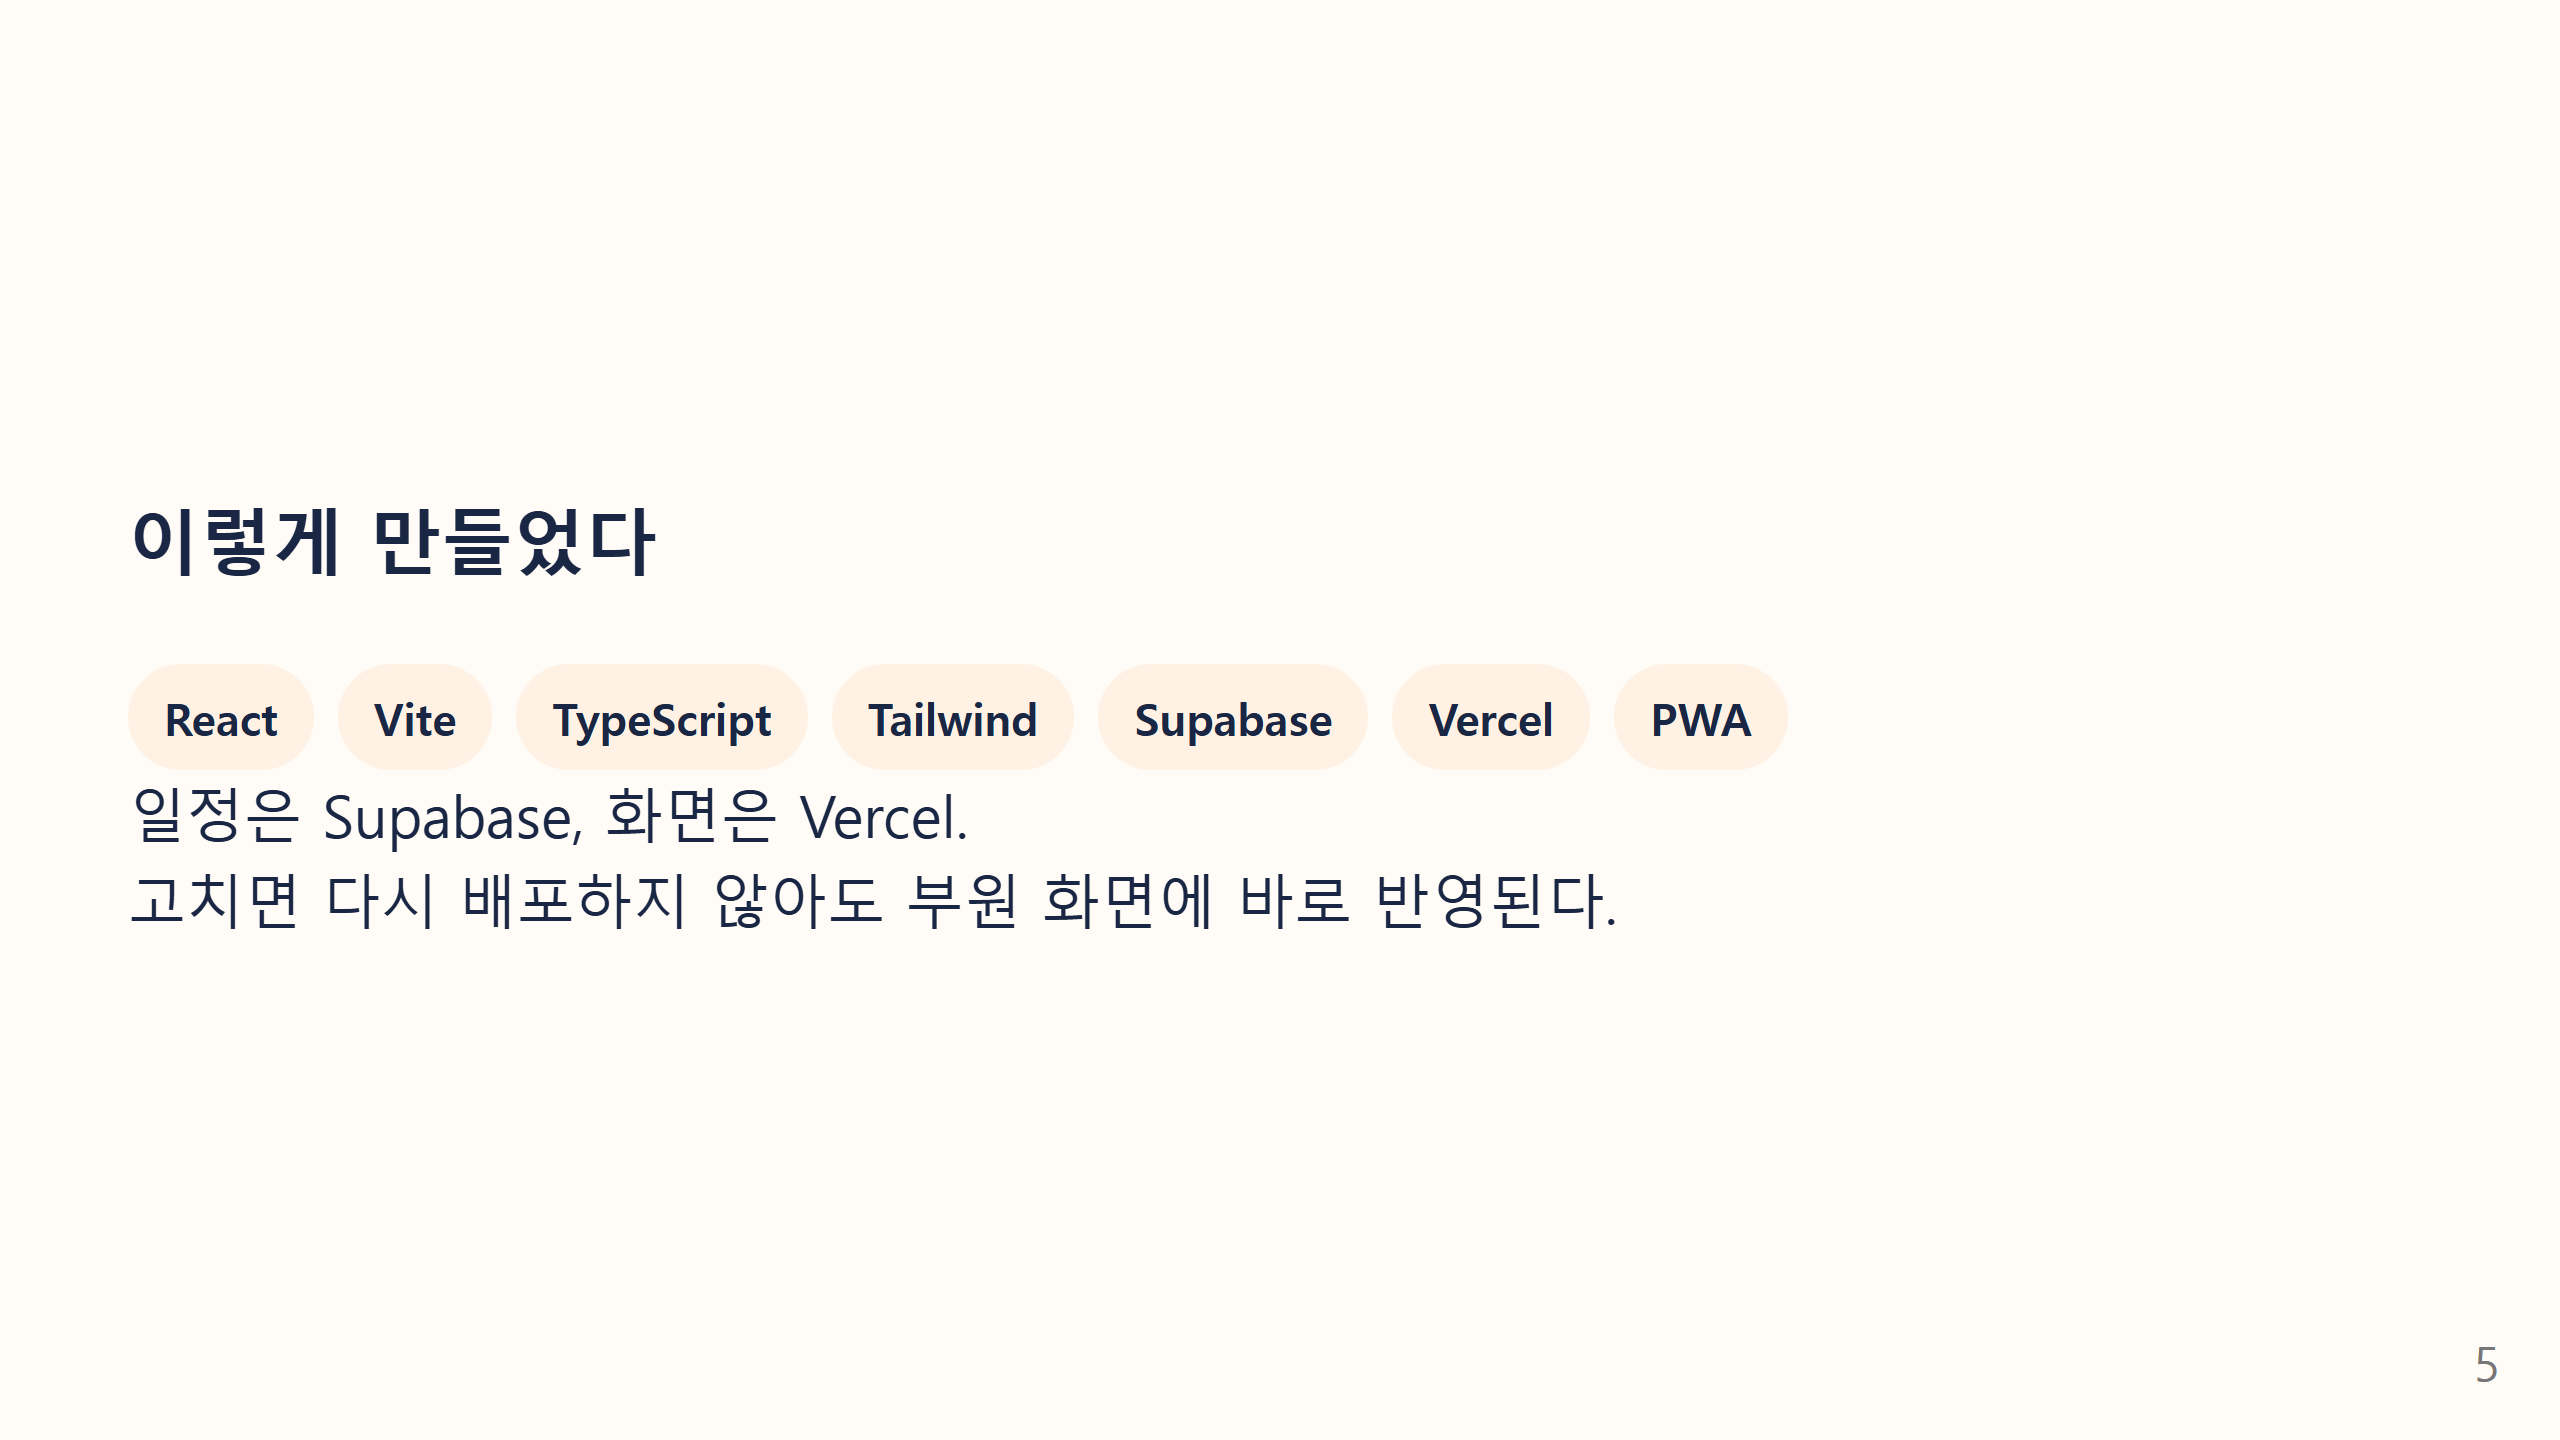 이렇게 만들었다
React Vite TypeScript Tailwind Supabase Vercel PWA
일정은 Supabase, 화면은 Vercel.
고치면 다시 배포하지 않아도 부원 화면에 바로 반영된다.
5